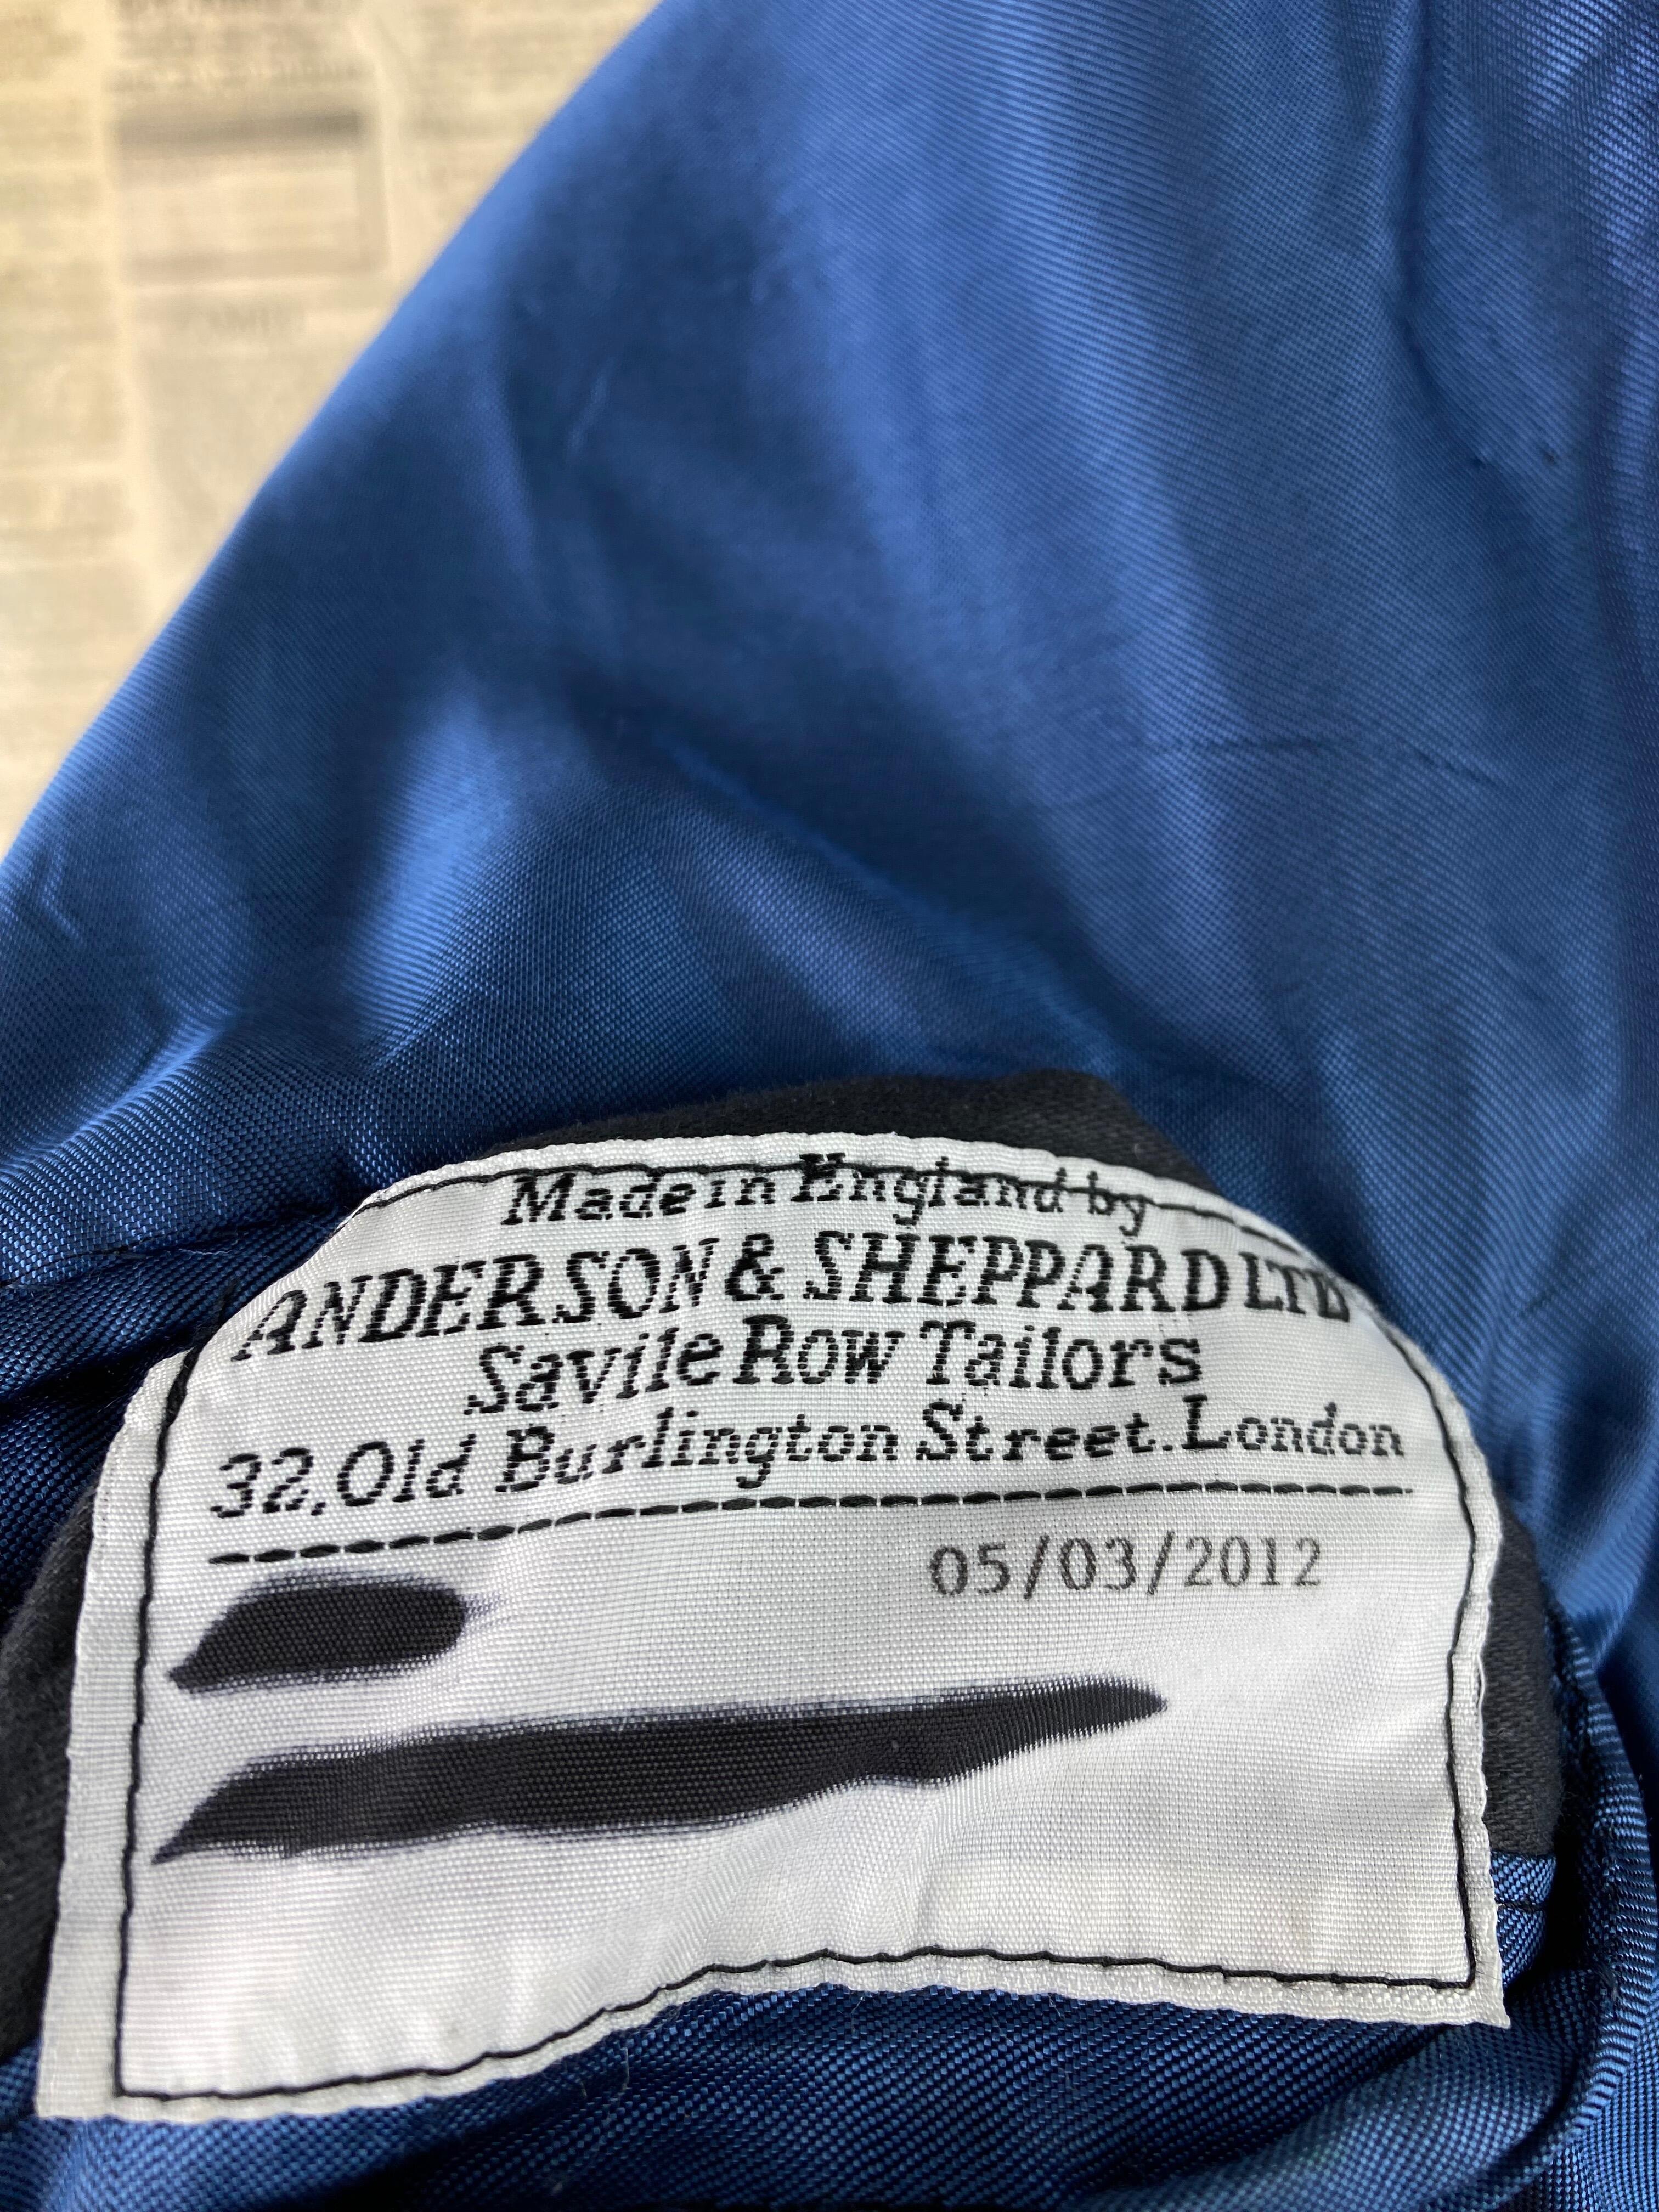 Made in England by
ANDERSON & SHEPPARD LTD
Savile Row Tailors
32, Old Burlington Street. London
05/03/2012